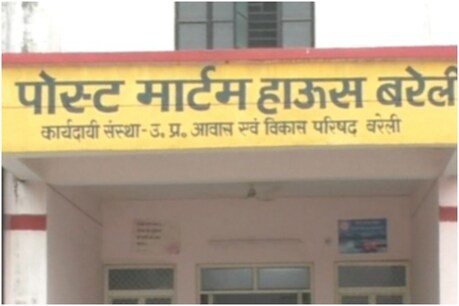 पोस्ट मार्टम हाऊस बरेली
कार्यदायी संस्था-उ.प्र. आवास एवं विकास परिषद बरेली